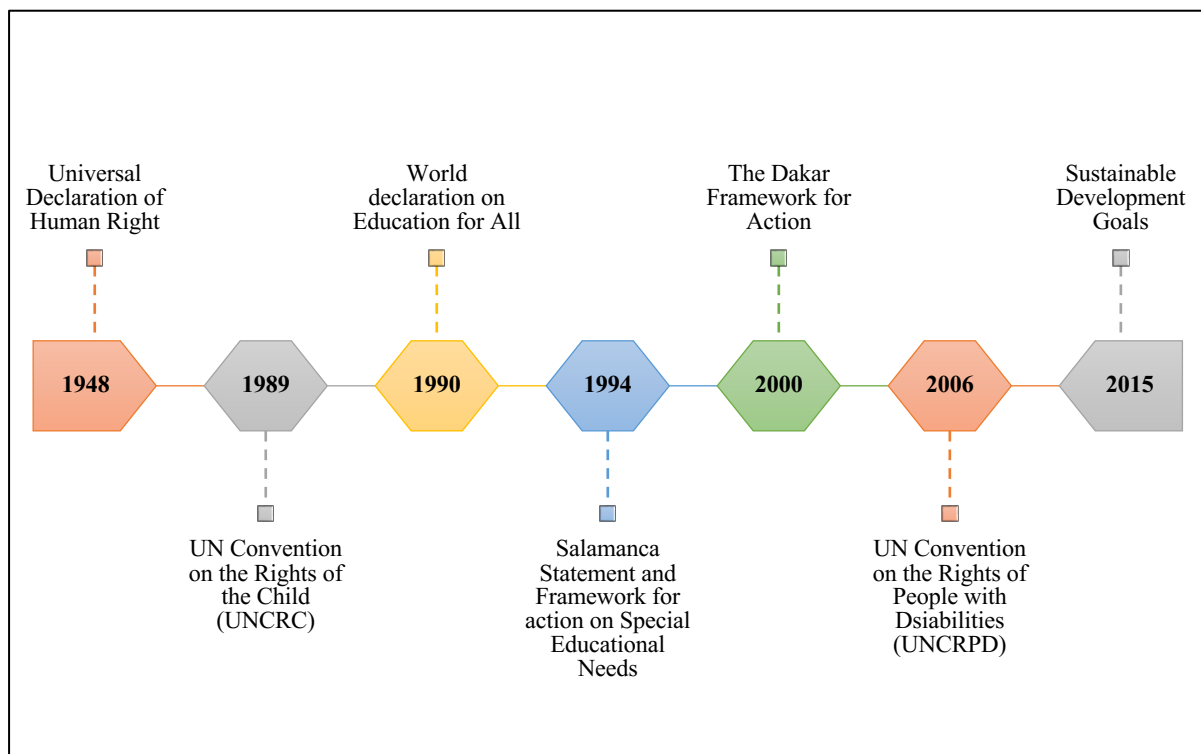 Universal
Declaration of
Human Right
World
declaration on
Education for All
The Dakar
Framework for
Action
Sustainable
Development
Goals
1948
1989
1990
1994
2000
2006
2015
UN Convention
on the Rights of
the Child
(UNCRC)
Salamanca
Statement and
Framework for
action on Special
Educational
Needs
UN Convention
on the Rights of
People with
Dsiabilities
(UNCRPD)